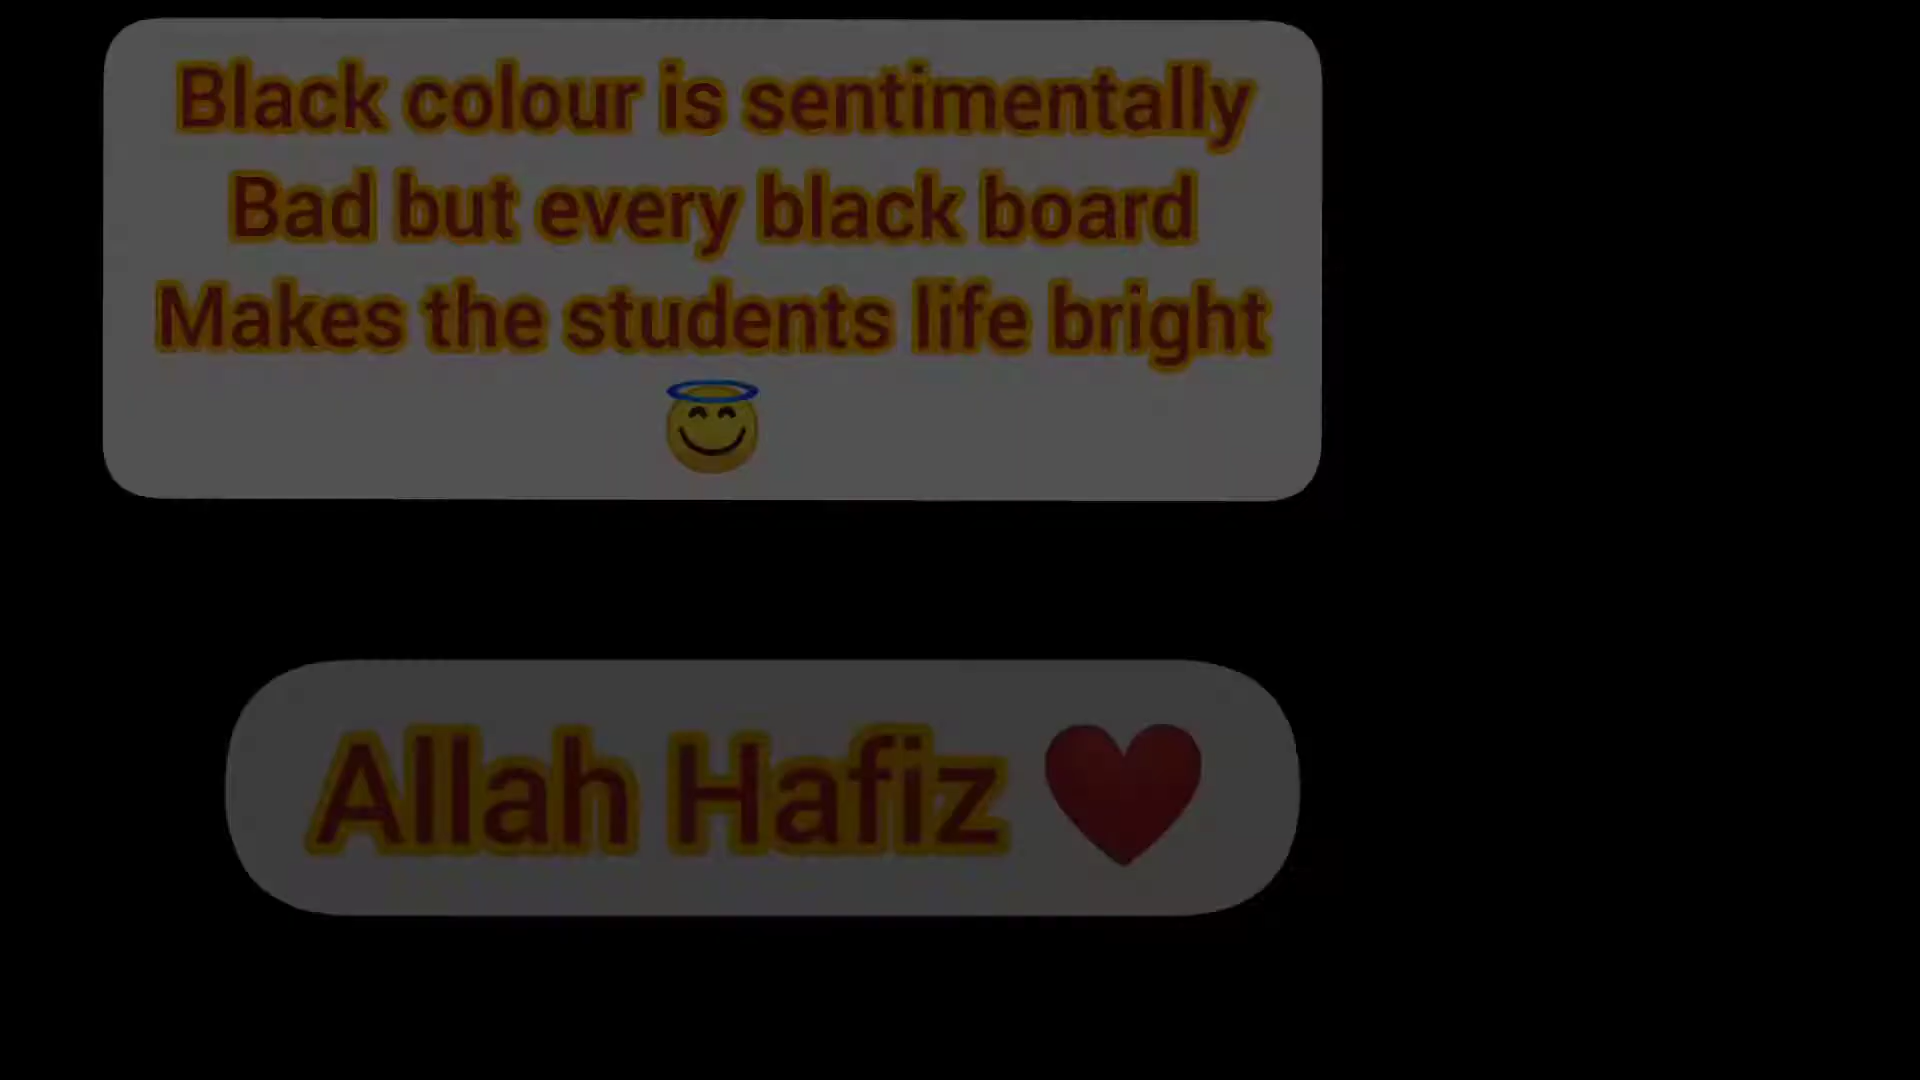 Black colour is sentimentally
Bad but every black board
Makes the students life bright
😇
Allah Hafiz ❤️